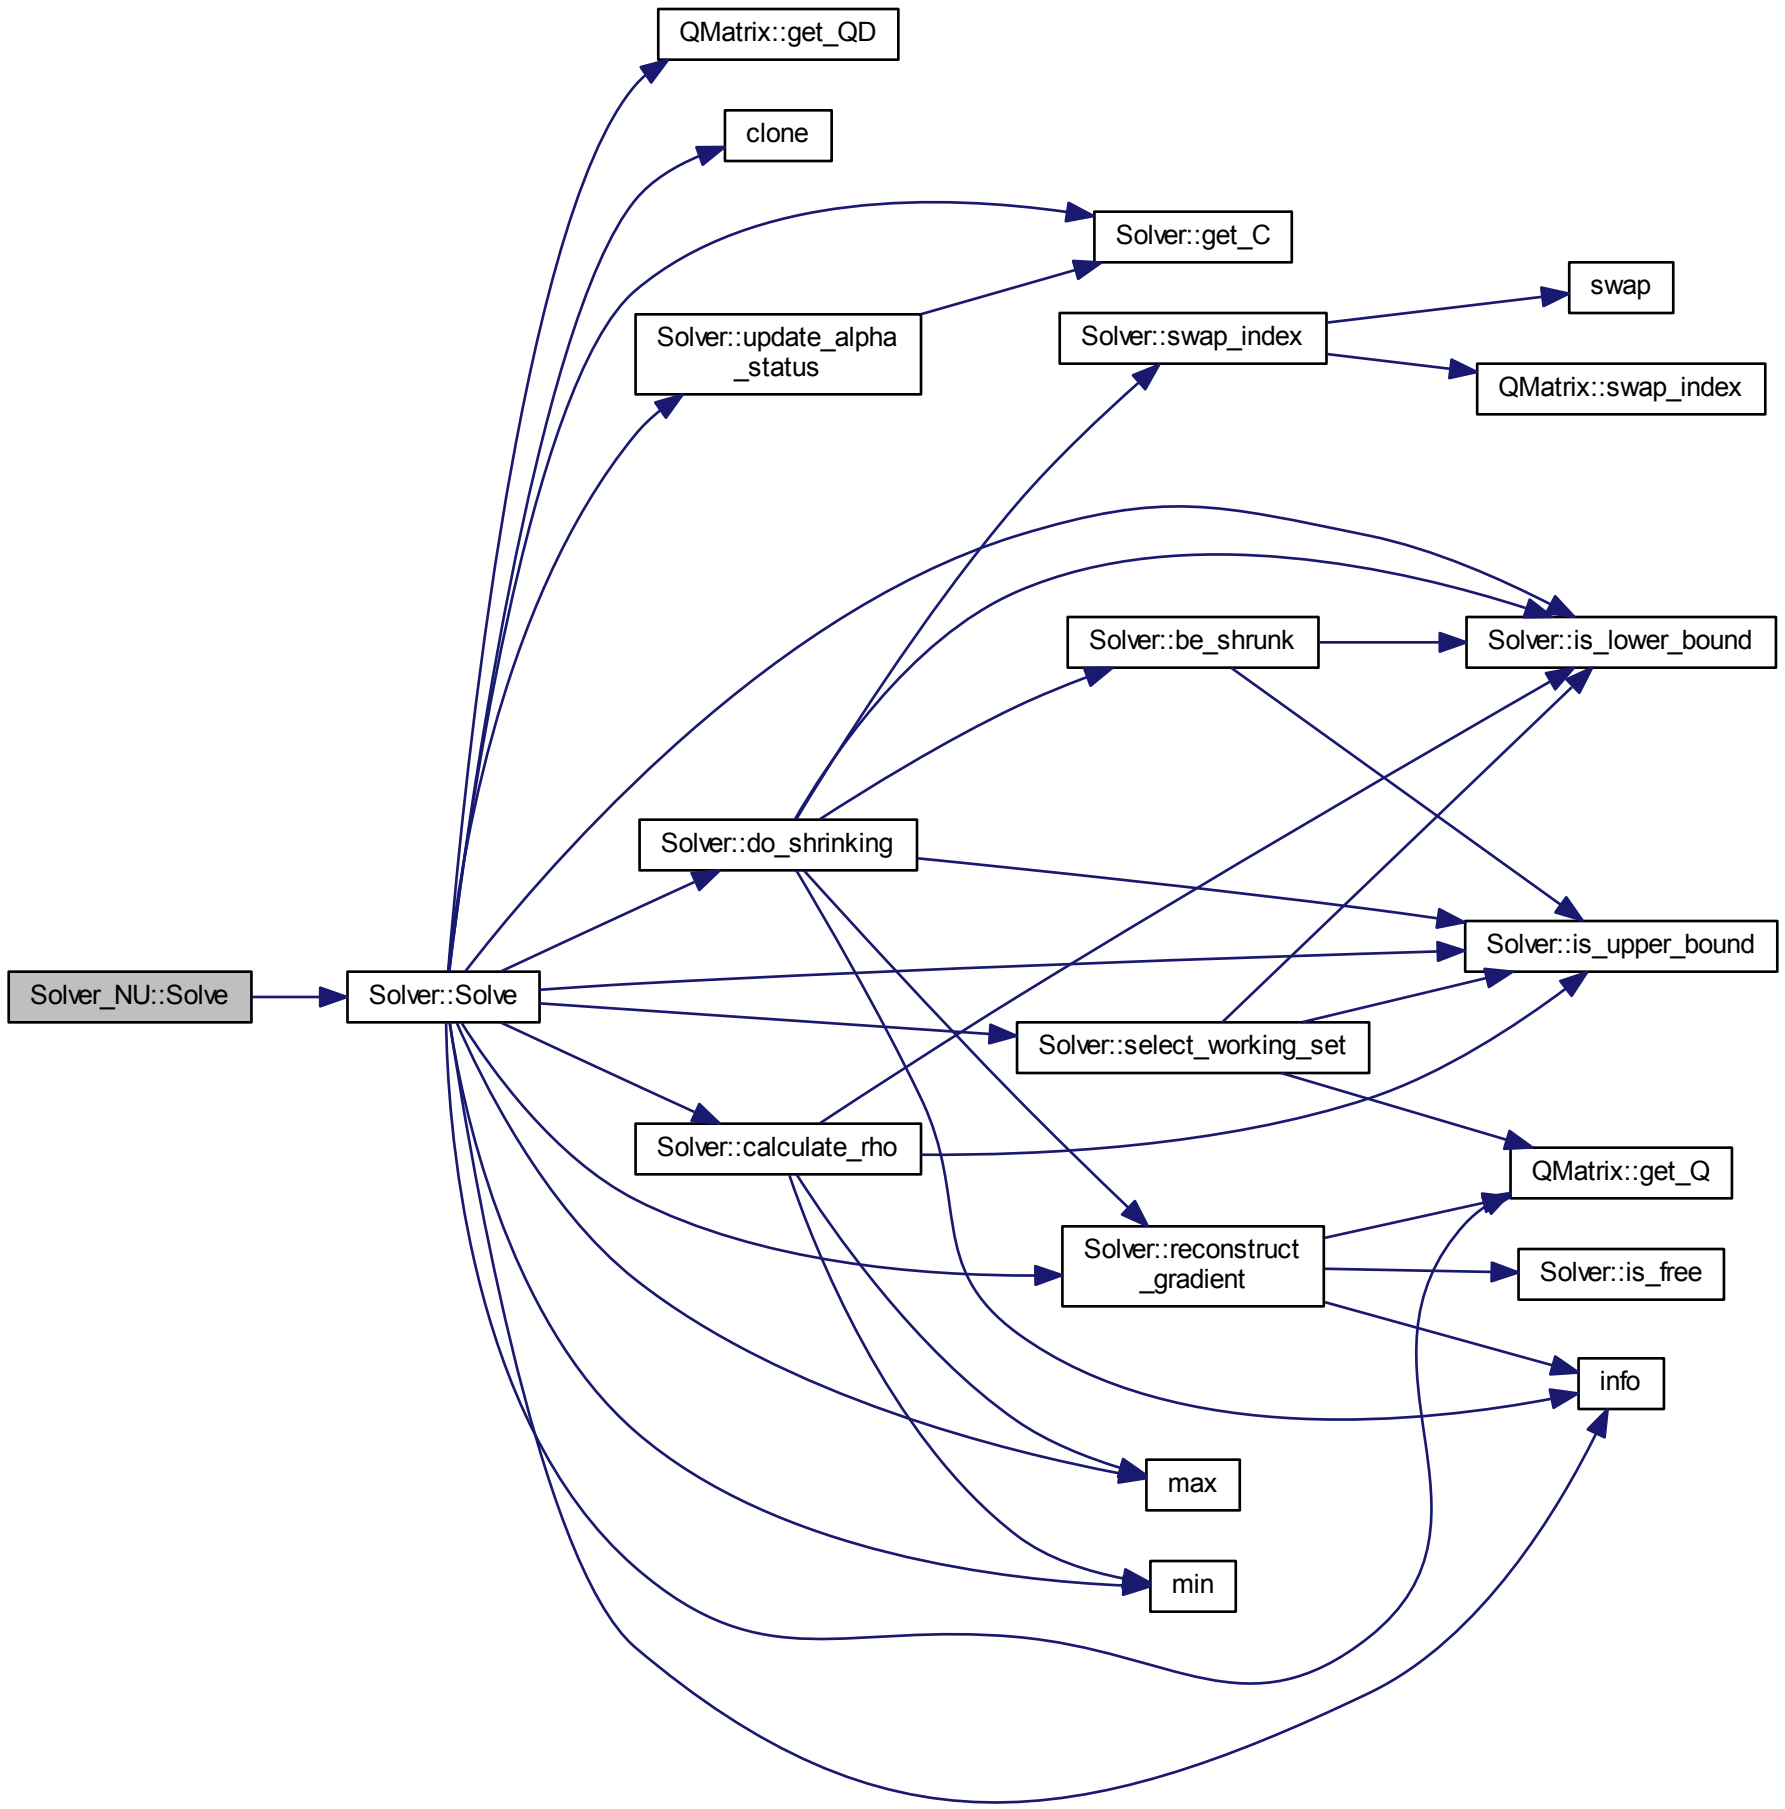 QMatrix::get_QD
clone
Solver::get_C
swap
Solver::update_alpha
_status
Solver::swap_index
QMatrix::swap_index
Solver::be_shrunk
Solver::is_lower_bound
Solver::do_shrinking
Solver::is_upper_bound
Solver_NU::Solve
Solver::Solve
Solver::select_working_set
Solver::calculate_rho
QMatrix::get_Q
Solver::reconstruct
_gradient
Solver::is_free
info
max
min